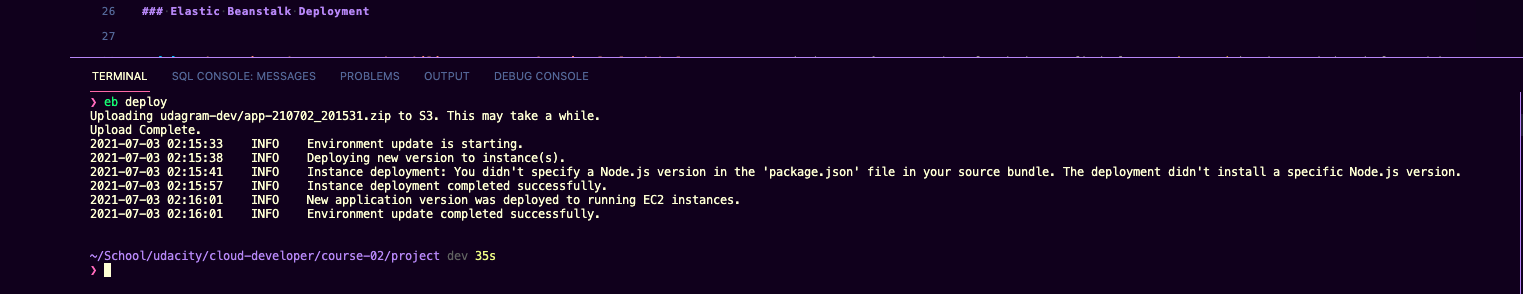 26 ### Elastic Beanstalk Deployment
27
TERMINAL SQL CONSOLE: MESSAGES PROBLEMS OUTPUT DEBUG CONSOLE
❯ eb deploy
Uploading udagram-dev/app-210702_201531.zip to S3. This may take a while.
Upload Complete.
2021-07-03 02:15:33    INFO    Environment update is starting.
2021-07-03 02:15:38    INFO    Deploying new version to instance(s).
2021-07-03 02:15:41    INFO    Instance deployment: You didn't specify a Node.js version in the 'package.json' file in your source bundle. The deployment didn't install a specific Node.js version.
2021-07-03 02:15:57    INFO    Instance deployment completed successfully.
2021-07-03 02:16:01    INFO    New application version was deployed to running EC2 instances.
2021-07-03 02:16:01    INFO    Environment update completed successfully.
~/School/udacity/cloud-developer/course-02/project dev 35s
❯